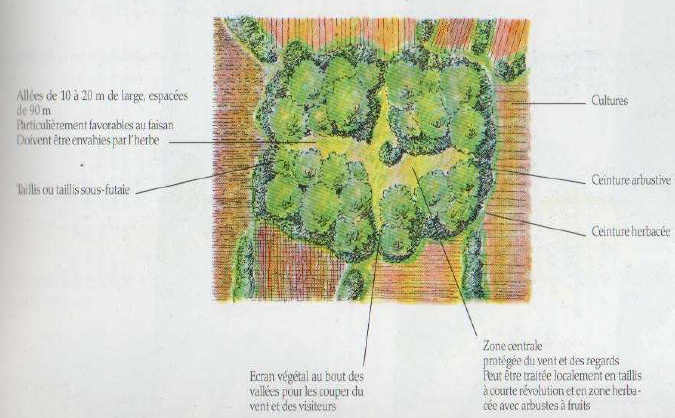 Allées de 10 à 20 m de large, espacées
de 90 m
Particulièrement favorables au faisan
Doivent être envahies par l'herbe
Taillis ou taillis sous-futaie
Cultures
Ceinture arbustive
Ceinture herbacée
Ecran végétal au bout des
vallées pour les couper du
vent et des visiteurs
Zone centrale
protégée du vent et des regards
Peut être traitée localement en taillis
à courte révolution et en zone herba-
cée avec arbustes à fruits